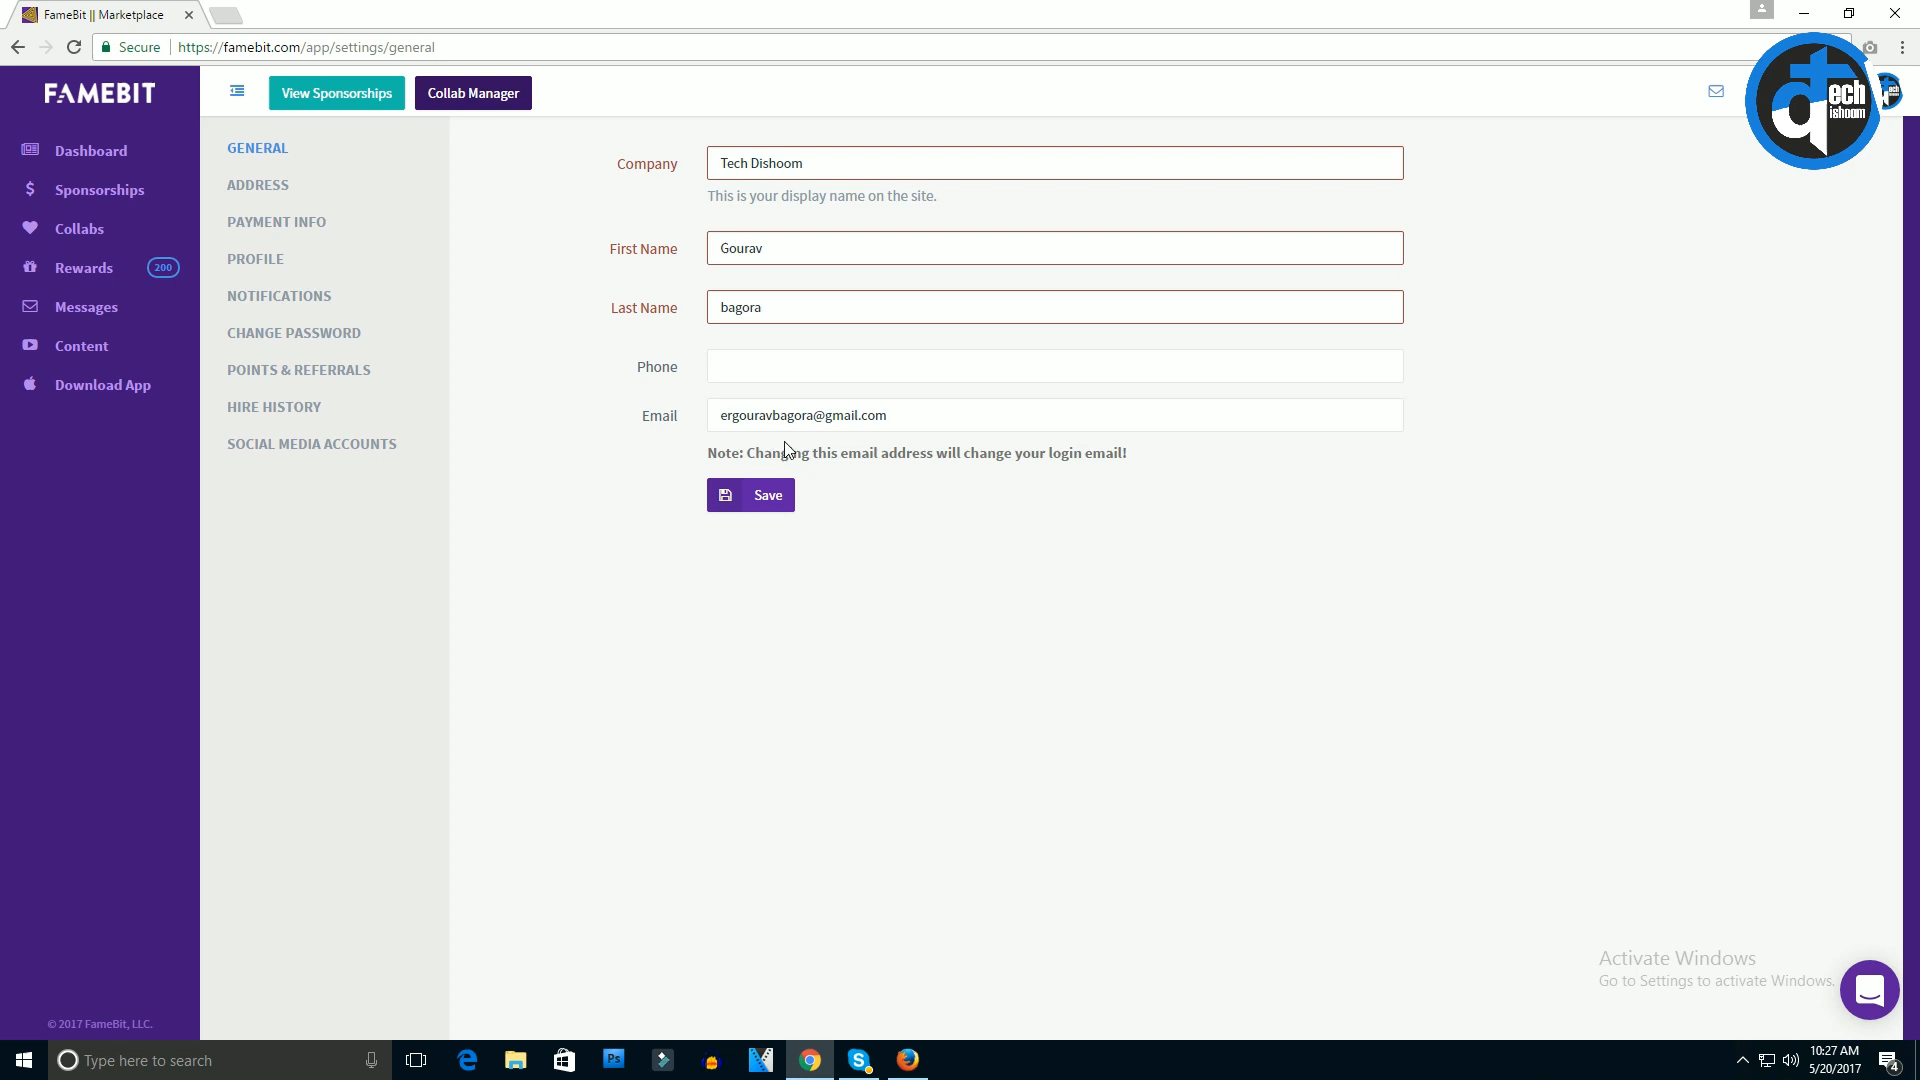 FameBit || Marketplace
Secure
https://famebit.com/app/settings/general
FAMEBIT
View Sponsorships
Collab Manager
ech
ishoom
Dashboard
Sponsorships
Collabs
Rewards
200
Messages
Content
Download App
GENERAL
ADDRESS
PAYMENT INFO
PROFILE
NOTIFICATIONS
CHANGE PASSWORD
POINTS & REFERRALS
HIRE HISTORY
SOCIAL MEDIA ACCOUNTS
Company
Tech Dishoom
This is your display name on the site.
First Name
Gourav
Last Name
bagora
Phone
Email
ergouravbagora@gmail.com
Note: Changing this email address will change your login email!
Save
Activate Windows
Go to Settings to activate Windows.
© 2017 FameBit, LLC.
Type here to search
Ps
10:27 AM
5/20/2017
4